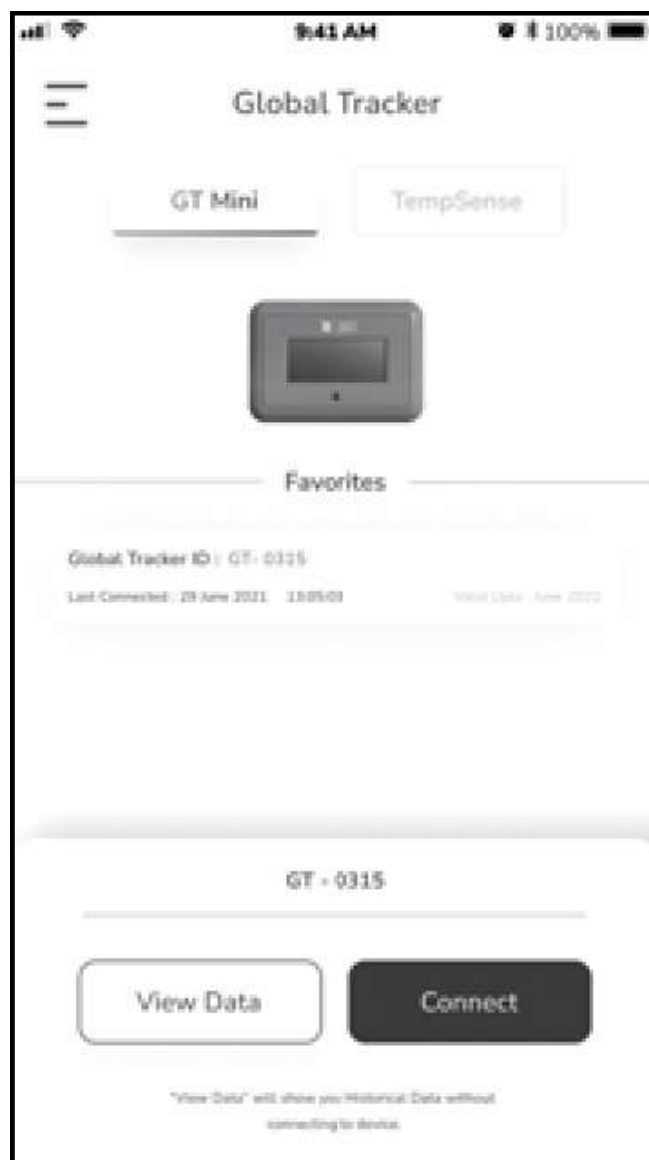 9:41 AM 100%
Global Tracker
GT Mini TempSense
Favorites
Global Tracker ID : GT- 0315
Last Connected : 29 June 2021 13:05:03 June 2022
GT - 0315
View Data Connect
"View Data" will show you Historical Data without
connecting to device.